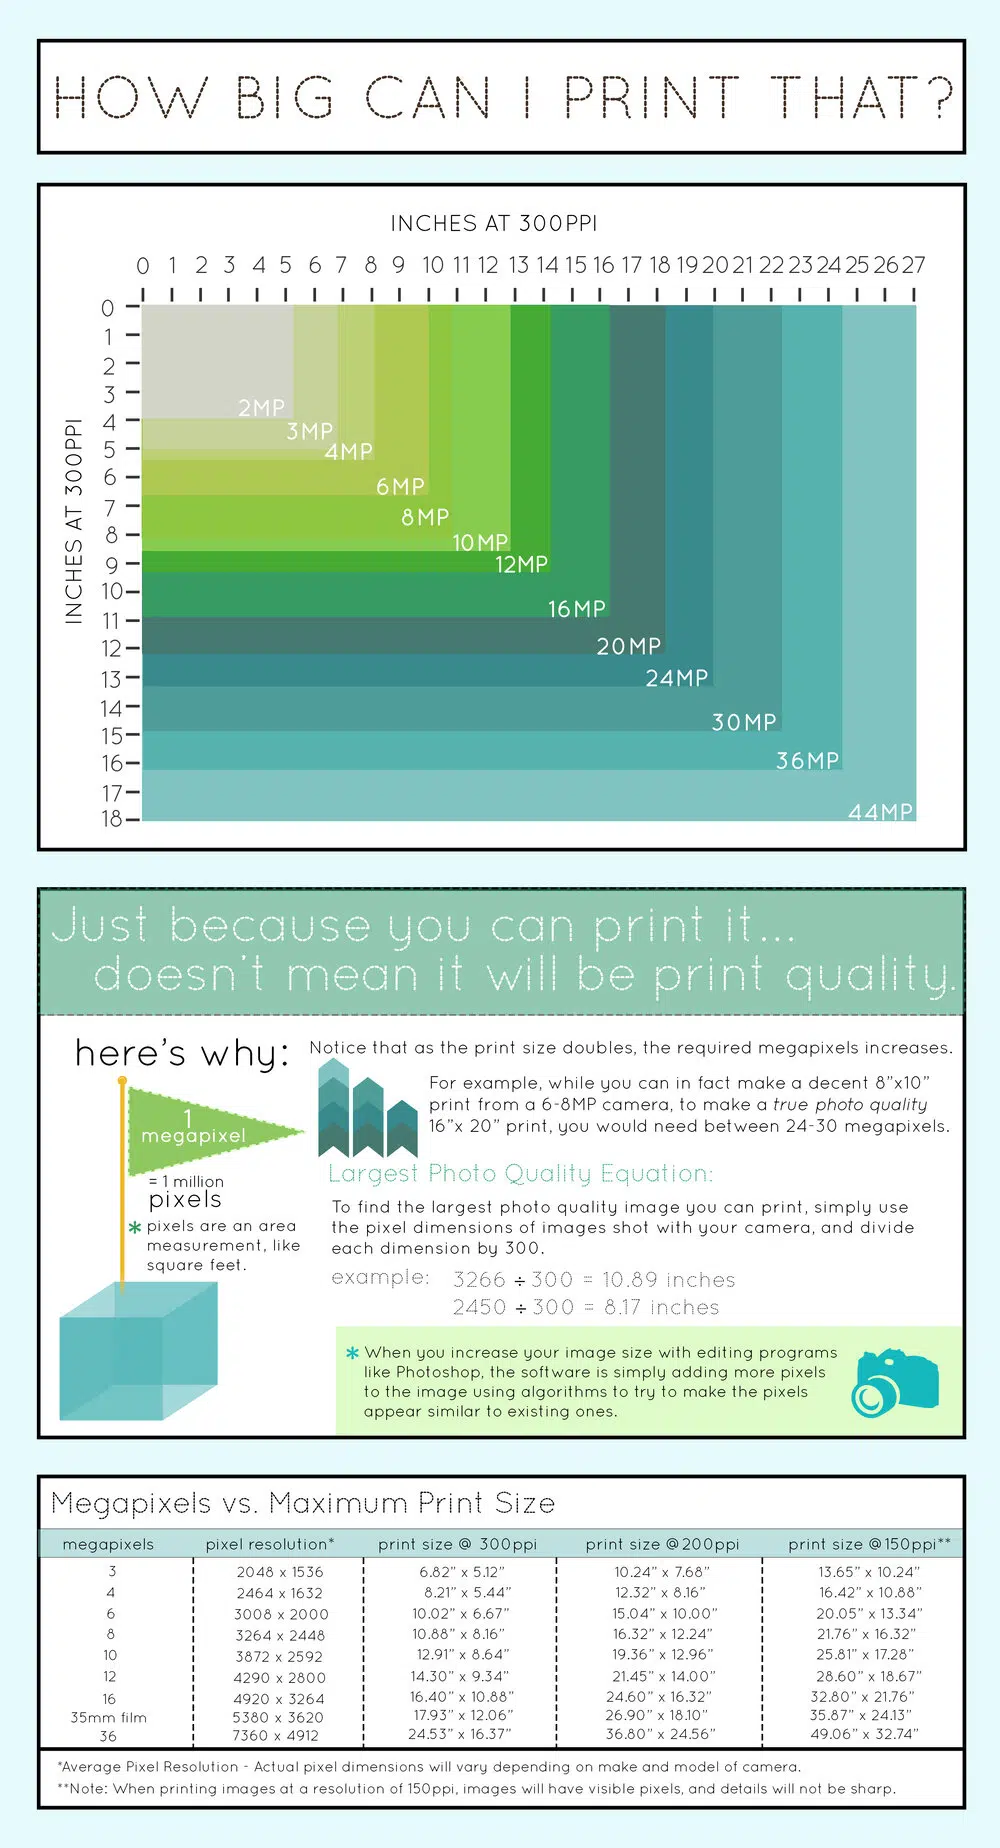 HOW BIG CAN I PRINT THAT?
INCHES AT 300PPI
0 1 2 3 4 5 6 7 8 9 10 11 12 13 14 15 16 17 18 19 20 21 22 23 24 25 26 27
INCHES AT 300PPI
0
1
2
3
4
5
6
7
8
9
10
11
12
13
14
15
16
17
18
2MP
3MP
4MP
6MP
8MP
10MP
12MP
16MP
20MP
24MP
30MP
36MP
44MP
Just because you can print it...
doesn't mean it will be print quality.
here's why:
1
megapixel
= 1 million
pixels
* pixels are an area
measurement, like
square feet.
Notice that as the print size doubles, the required megapixels increases.
For example, while you can in fact make a decent 8"x10"
print from a 6-8MP camera, to make a true photo quality
16"x 20" print, you would need between 24-30 megapixels.
Largest Photo Quality Equation:
To find the largest photo quality image you can print, simply use
the pixel dimensions of images shot with your camera, and divide
each dimension by 300.
example: 3266 ÷ 300 = 10.89 inches
2450 ÷ 300 = 8.17 inches
* When you increase your image size with editing programs
like Photoshop, the software is simply adding more pixels
to the image using algorithms to try to make the pixels
appear similar to existing ones.
Megapixels vs. Maximum Print Size
megapixels pixel resolution* print size @ 300ppi print size @200ppi print size @150ppi**
3 2048 x 1536 6.82" x 5.12" 10.24" x 7.68" 13.65" x 10.24"
4 2464 x 1632 8.21" x 5.44" 12.32" x 8.16" 16.42" x 10.88"
6 3008 x 2000 10.02" x 6.67" 15.04" x 10.00" 20.05" x 13.34"
8 3264 x 2448 10.88" x 8.16" 16.32" x 12.24" 21.76" x 16.32"
10 3872 x 2592 12.91" x 8.64" 19.36" x 12.96" 25.81" x 17.28"
12 4290 x 2800 14.30" x 9.34" 21.45" x 14.00" 28.60" x 18.67"
16 4920 x 3264 16.40" x 10.88" 24.60" x 16.32" 32.80" x 21.76"
35mm film 5380 x 3620 17.93" x 12.06" 26.90" x 18.10" 35.87" x 24.13"
36 7360 x 4912 24.53" x 16.37" 36.80" x 24.56" 49.06" x 32.74"
*Average Pixel Resolution - Actual pixel dimensions will vary depending on make and model of camera.
**Note: When printing images at a resolution of 150ppi, images will have visible pixels, and details will not be sharp.